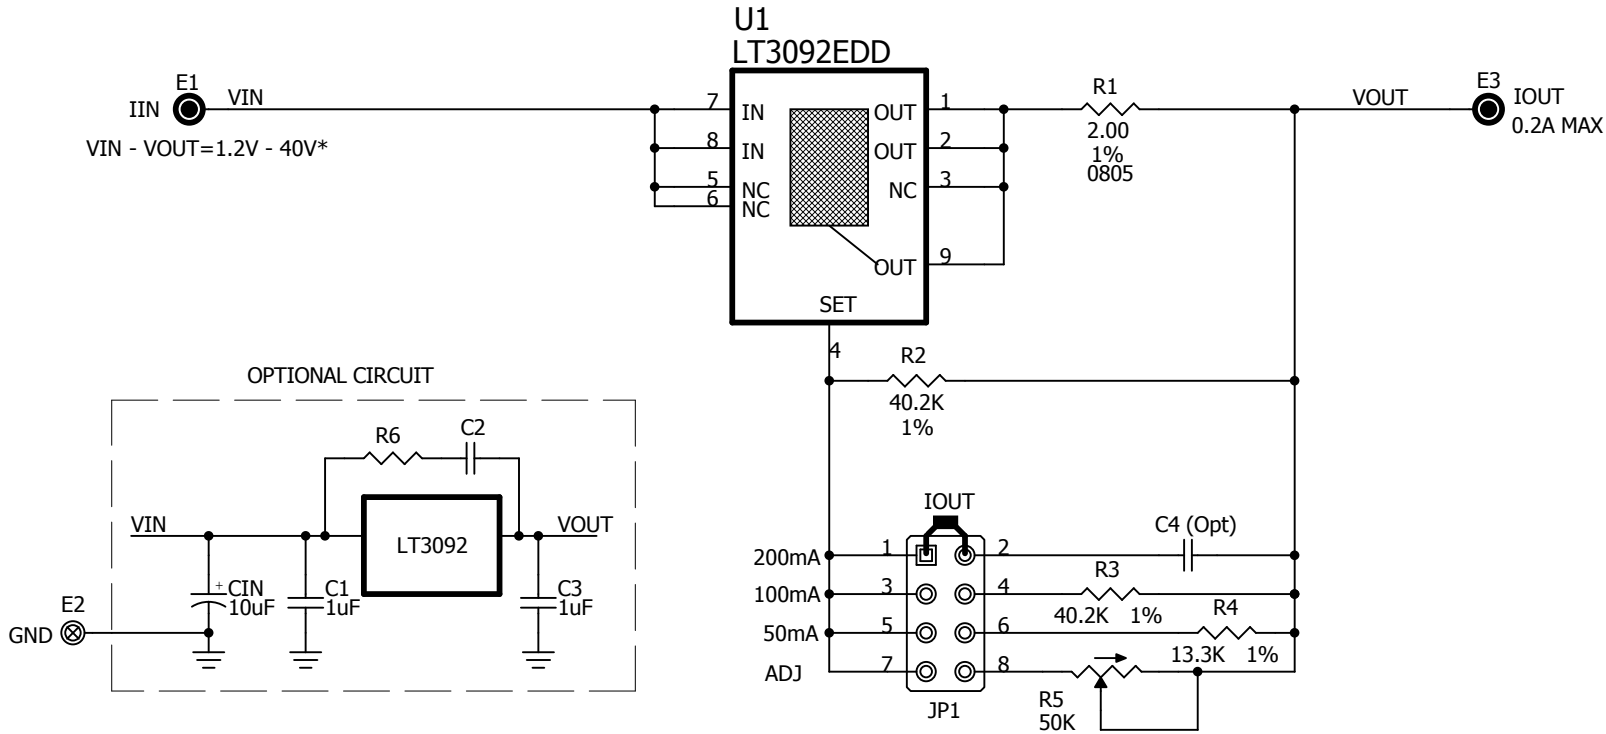 U1
LT3092EDD
E1
IIN
VIN
VIN - VOUT=1.2V - 40V*
7
IN
8
IN
5
NC
6
NC
OUT
1
OUT
2
NC
3
OUT
9
SET
4
R1
2.00
1%
0805
VOUT
E3
IOUT
0.2A MAX
R2
40.2K
1%
OPTIONAL CIRCUIT
R6
C2
VIN
LT3092
VOUT
+
CIN
10uF
C1
1uF
C3
1uF
E2
GND
IOUT
200mA
1
2
C4 (Opt)
100mA
3
4
R3
40.2K 1%
50mA
5
6
R4
13.3K 1%
ADJ
7
8
R5
50K
JP1